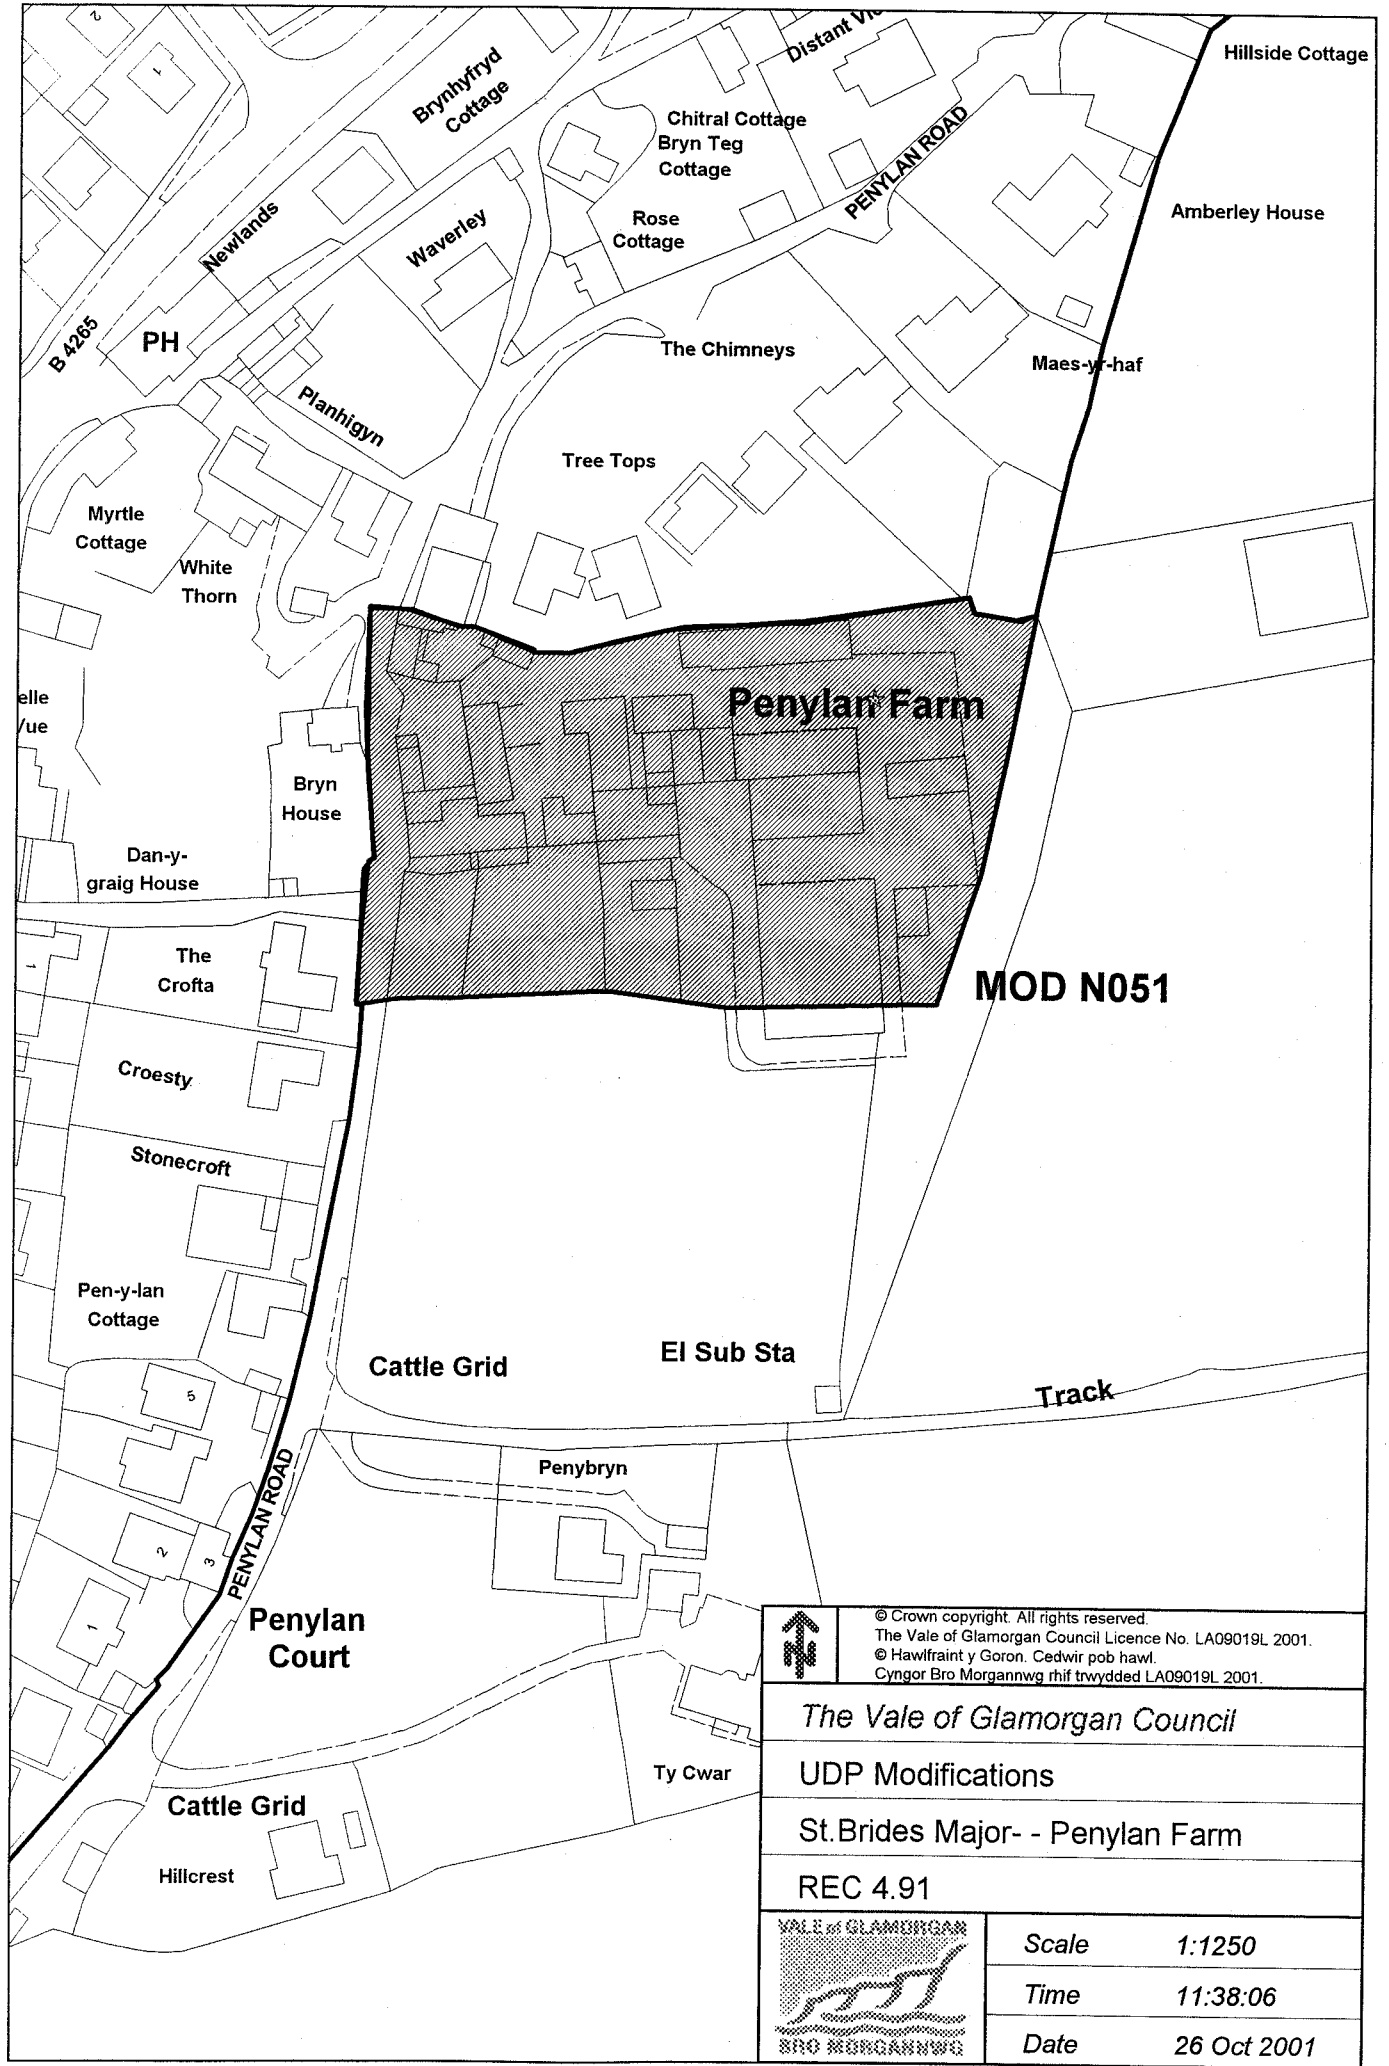 2
1
Brynhyfryd
Cottage
Distant
Hillside Cottage
Chitral Cottage
Bryn Teg
Cottage
PENYLAN ROAD
Amberley House
Rose
Cottage
Newlands
Waverley
B 4265
PH
The Chimneys
Maes-yr-haf
Planhigyn
Tree Tops
Myrtle
Cottage
White
Thorn
elle
Vue
Penylan Farm
Bryn
House
Dan-y-
graig House
1
The
Crofta
MOD N051
Croesty
Stonecroft
Pen-y-lan
Cottage
Cattle Grid
El Sub Sta
5
Track
PENYLAN ROAD
Penybryn
2
3
1
Penylan
Court
Ty Cwar
Cattle Grid
Hillcrest
N
© Crown copyright. All rights reserved.
The Vale of Glamorgan Council Licence No. LA09019L 2001.
© Hawlfraint y Goron. Cedwir pob hawl.
Cyngor Bro Morgannwg rhif trwydded LA09019L 2001.
The Vale of Glamorgan Council
UDP Modifications
St.Brides Major- - Penylan Farm
REC 4.91
VALE of GLAMORGAN
BRO MORGANNWG
Scale 1:1250
Time 11:38:06
Date 26 Oct 2001